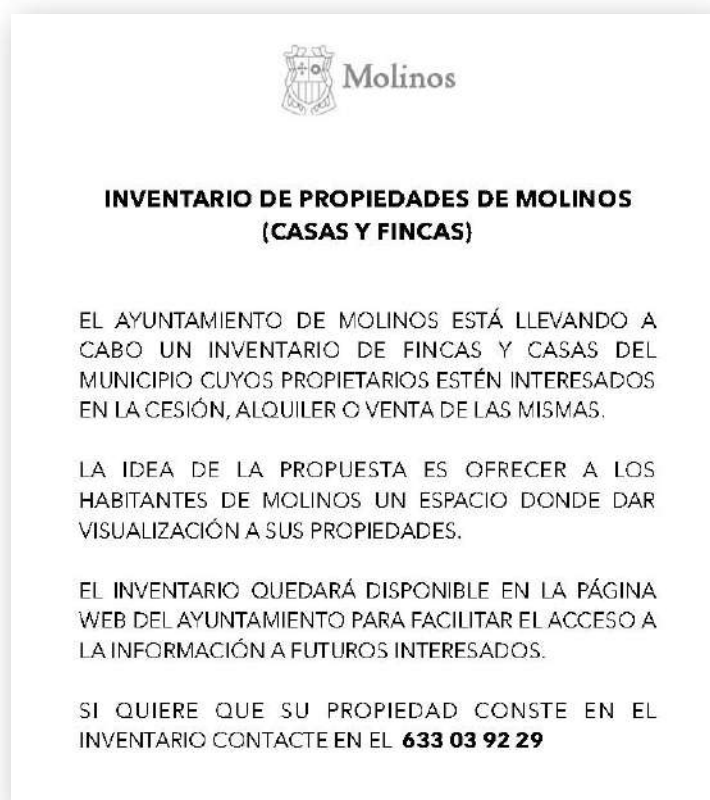 Molinos
INVENTARIO DE PROPIEDADES DE MOLINOS
(CASAS Y FINCAS)
EL AYUNTAMIENTO DE MOLINOS ESTÁ LLEVANDO A
CABO UN INVENTARIO DE FINCAS Y CASAS DEL
MUNICIPIO CUYOS PROPIETARIOS ESTÉN INTERESADOS
EN LA CESIÓN, ALQUILER O VENTA DE LAS MISMAS.
LA IDEA DE LA PROPUESTA ES OFRECER A LOS
HABITANTES DE MOLINOS UN ESPACIO DONDE DAR
VISUALIZACIÓN A SUS PROPIEDADES.
EL INVENTARIO QUEDARÁ DISPONIBLE EN LA PÁGINA
WEB DEL AYUNTAMIENTO PARA FACILITAR EL ACCESO A
LA INFORMACIÓN A FUTUROS INTERESADOS.
SI QUIERE QUE SU PROPIEDAD CONSTE EN EL
INVENTARIO CONTACTE EN EL 633 03 92 29